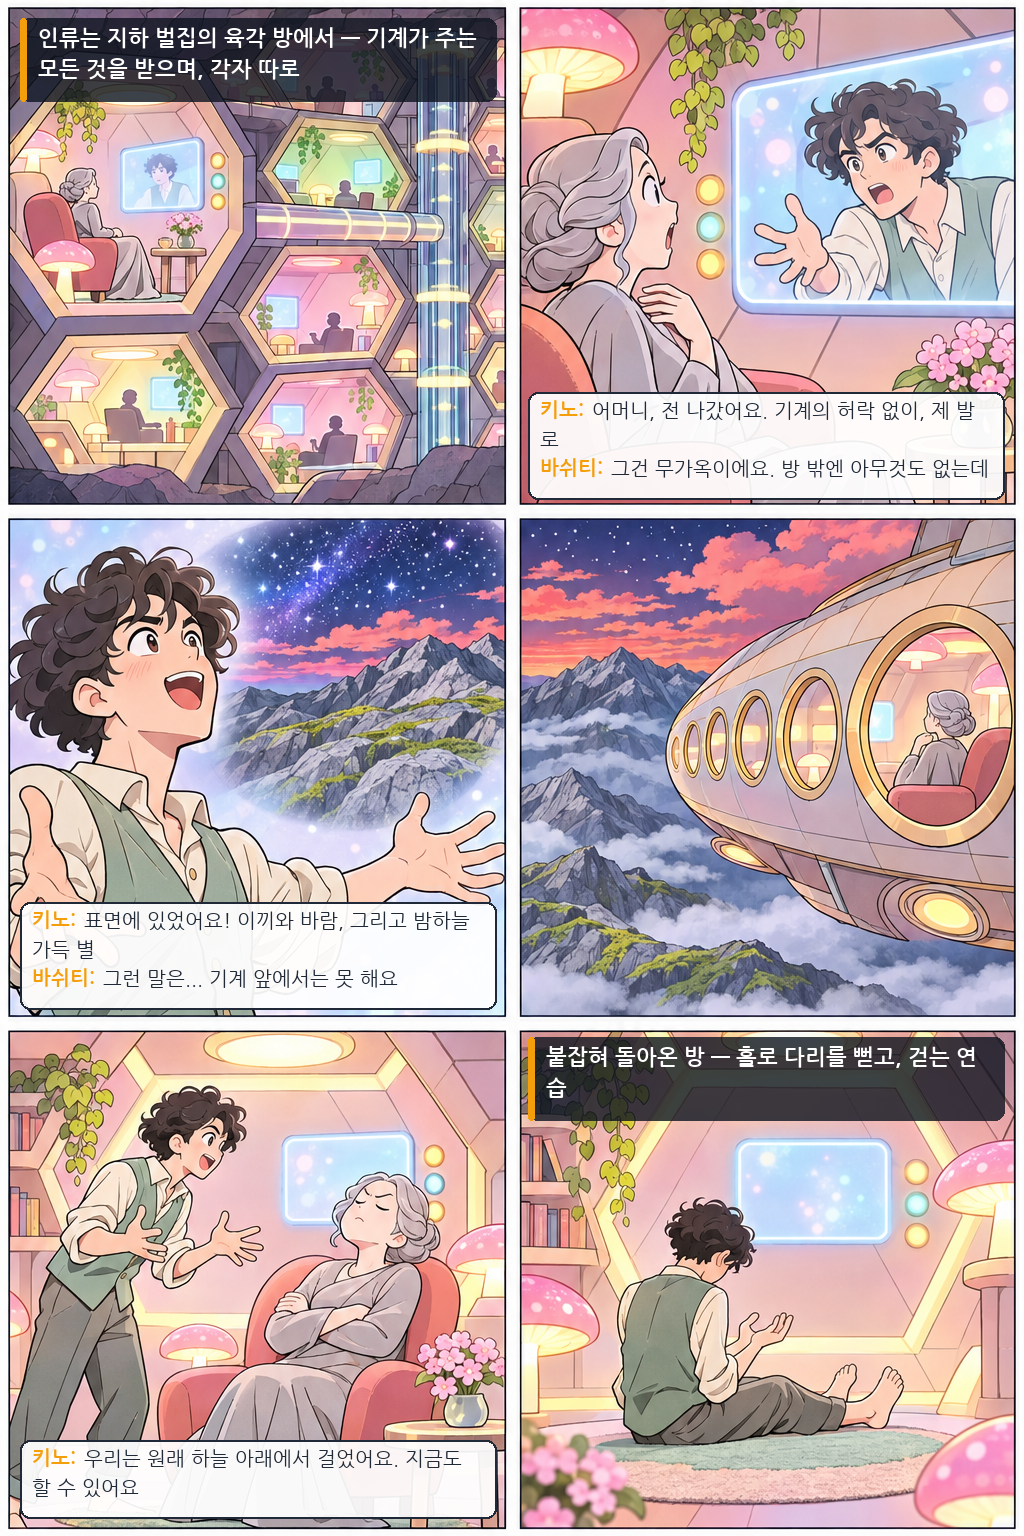 인류는 지하 벌집의 육각 방에서 — 기계가 주는
모든 것을 받으며, 각자 따로
키노: 어머니, 전 나갔어요. 기계의 허락 없이, 제 발
로
바쉬티: 그건 무가옥이에요. 방 밖엔 아무것도 없는데
키노: 표면에 있었어요! 이끼와 바람, 그리고 밤하늘
가득 별
바쉬티: 그런 말은... 기계 앞에서는 못 해요
키노: 우리는 원래 하늘 아래에서 걸었어요. 지금도
할 수 있어요
붙잡혀 돌아온 방 — 홀로 다리를 뻗고, 걷는 연
습